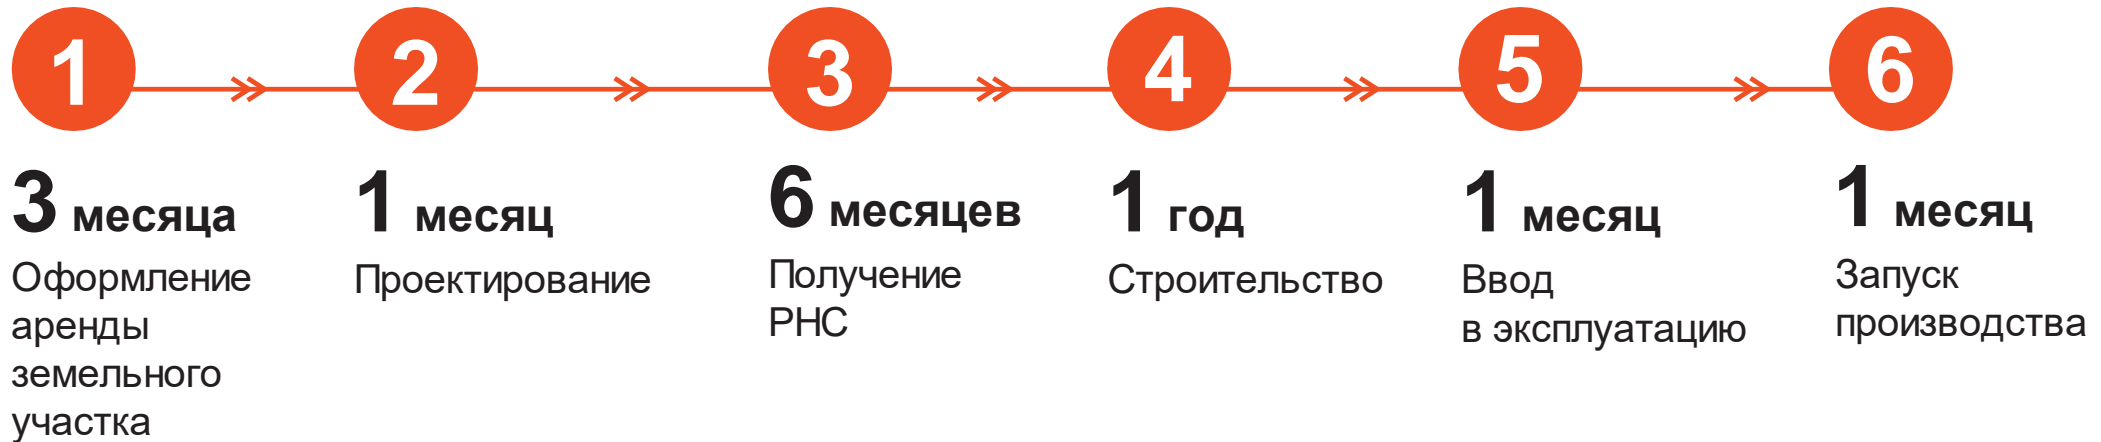 1
2
3
4
5
6
3 месяца
Оформление
аренды
земельного
участка
1 месяц
Проектирование
6 месяцев
Получение
РНС
1 год
Строительство
1 месяц
Ввод
в эксплуатацию
1 месяц
Запуск
производства